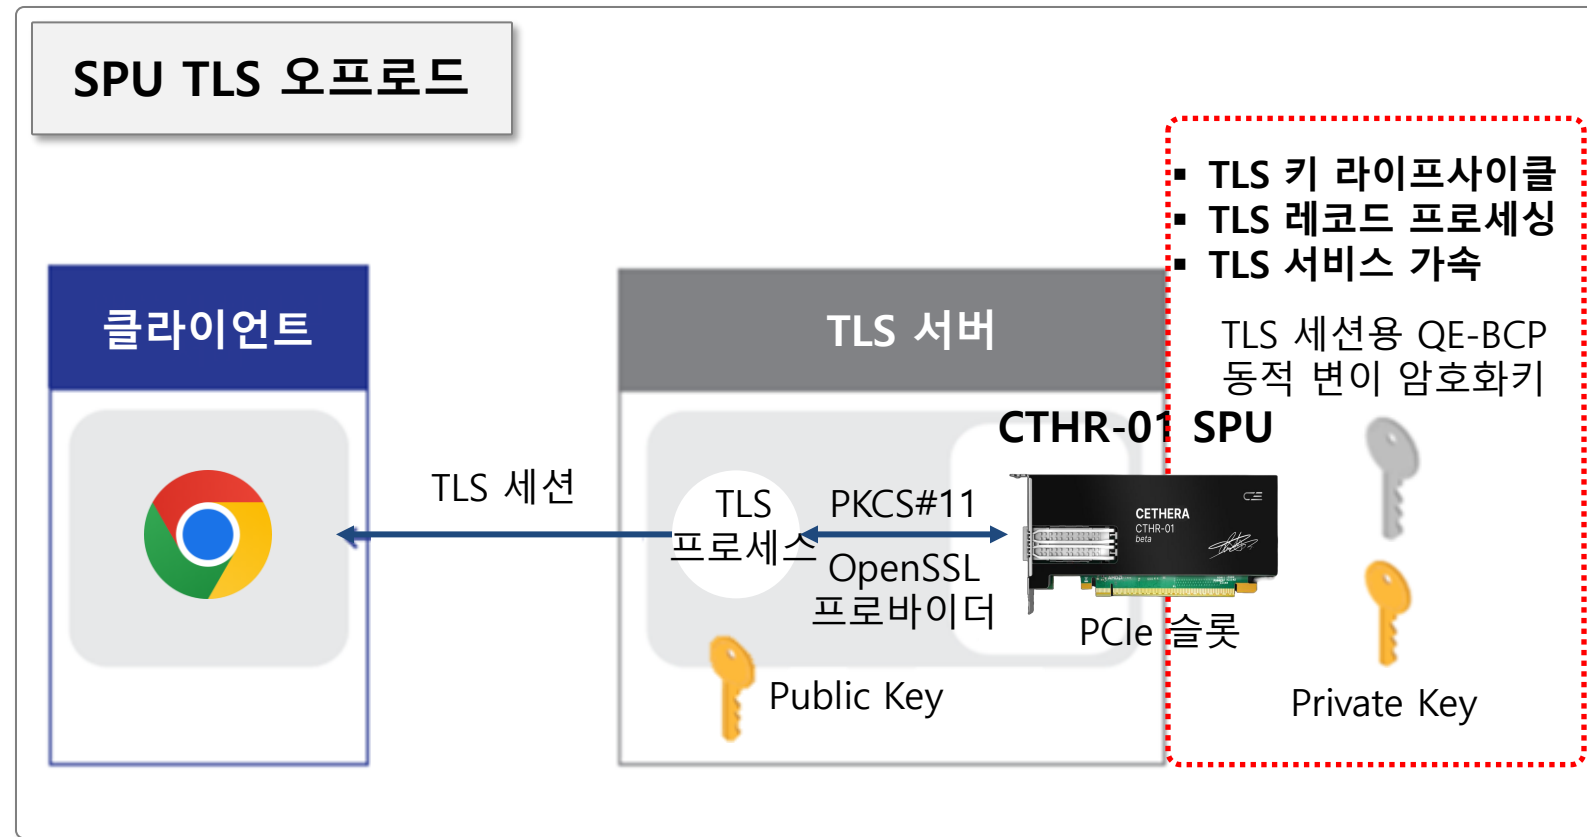 SPU TLS 오프로드
▪ TLS 키 라이프사이클
▪ TLS 레코드 프로세싱
▪ TLS 서비스 가속
클라이언트
TLS 서버
TLS 세션용 QE-BCP
동적 변이 암호화키
CTHR-01 SPU
TLS 세션
TLS
프로세스
PKCS#11
OpenSSL
프로바이더
CETHERA
CTHR-01
beta
PCIe 슬롯
Public Key
Private Key